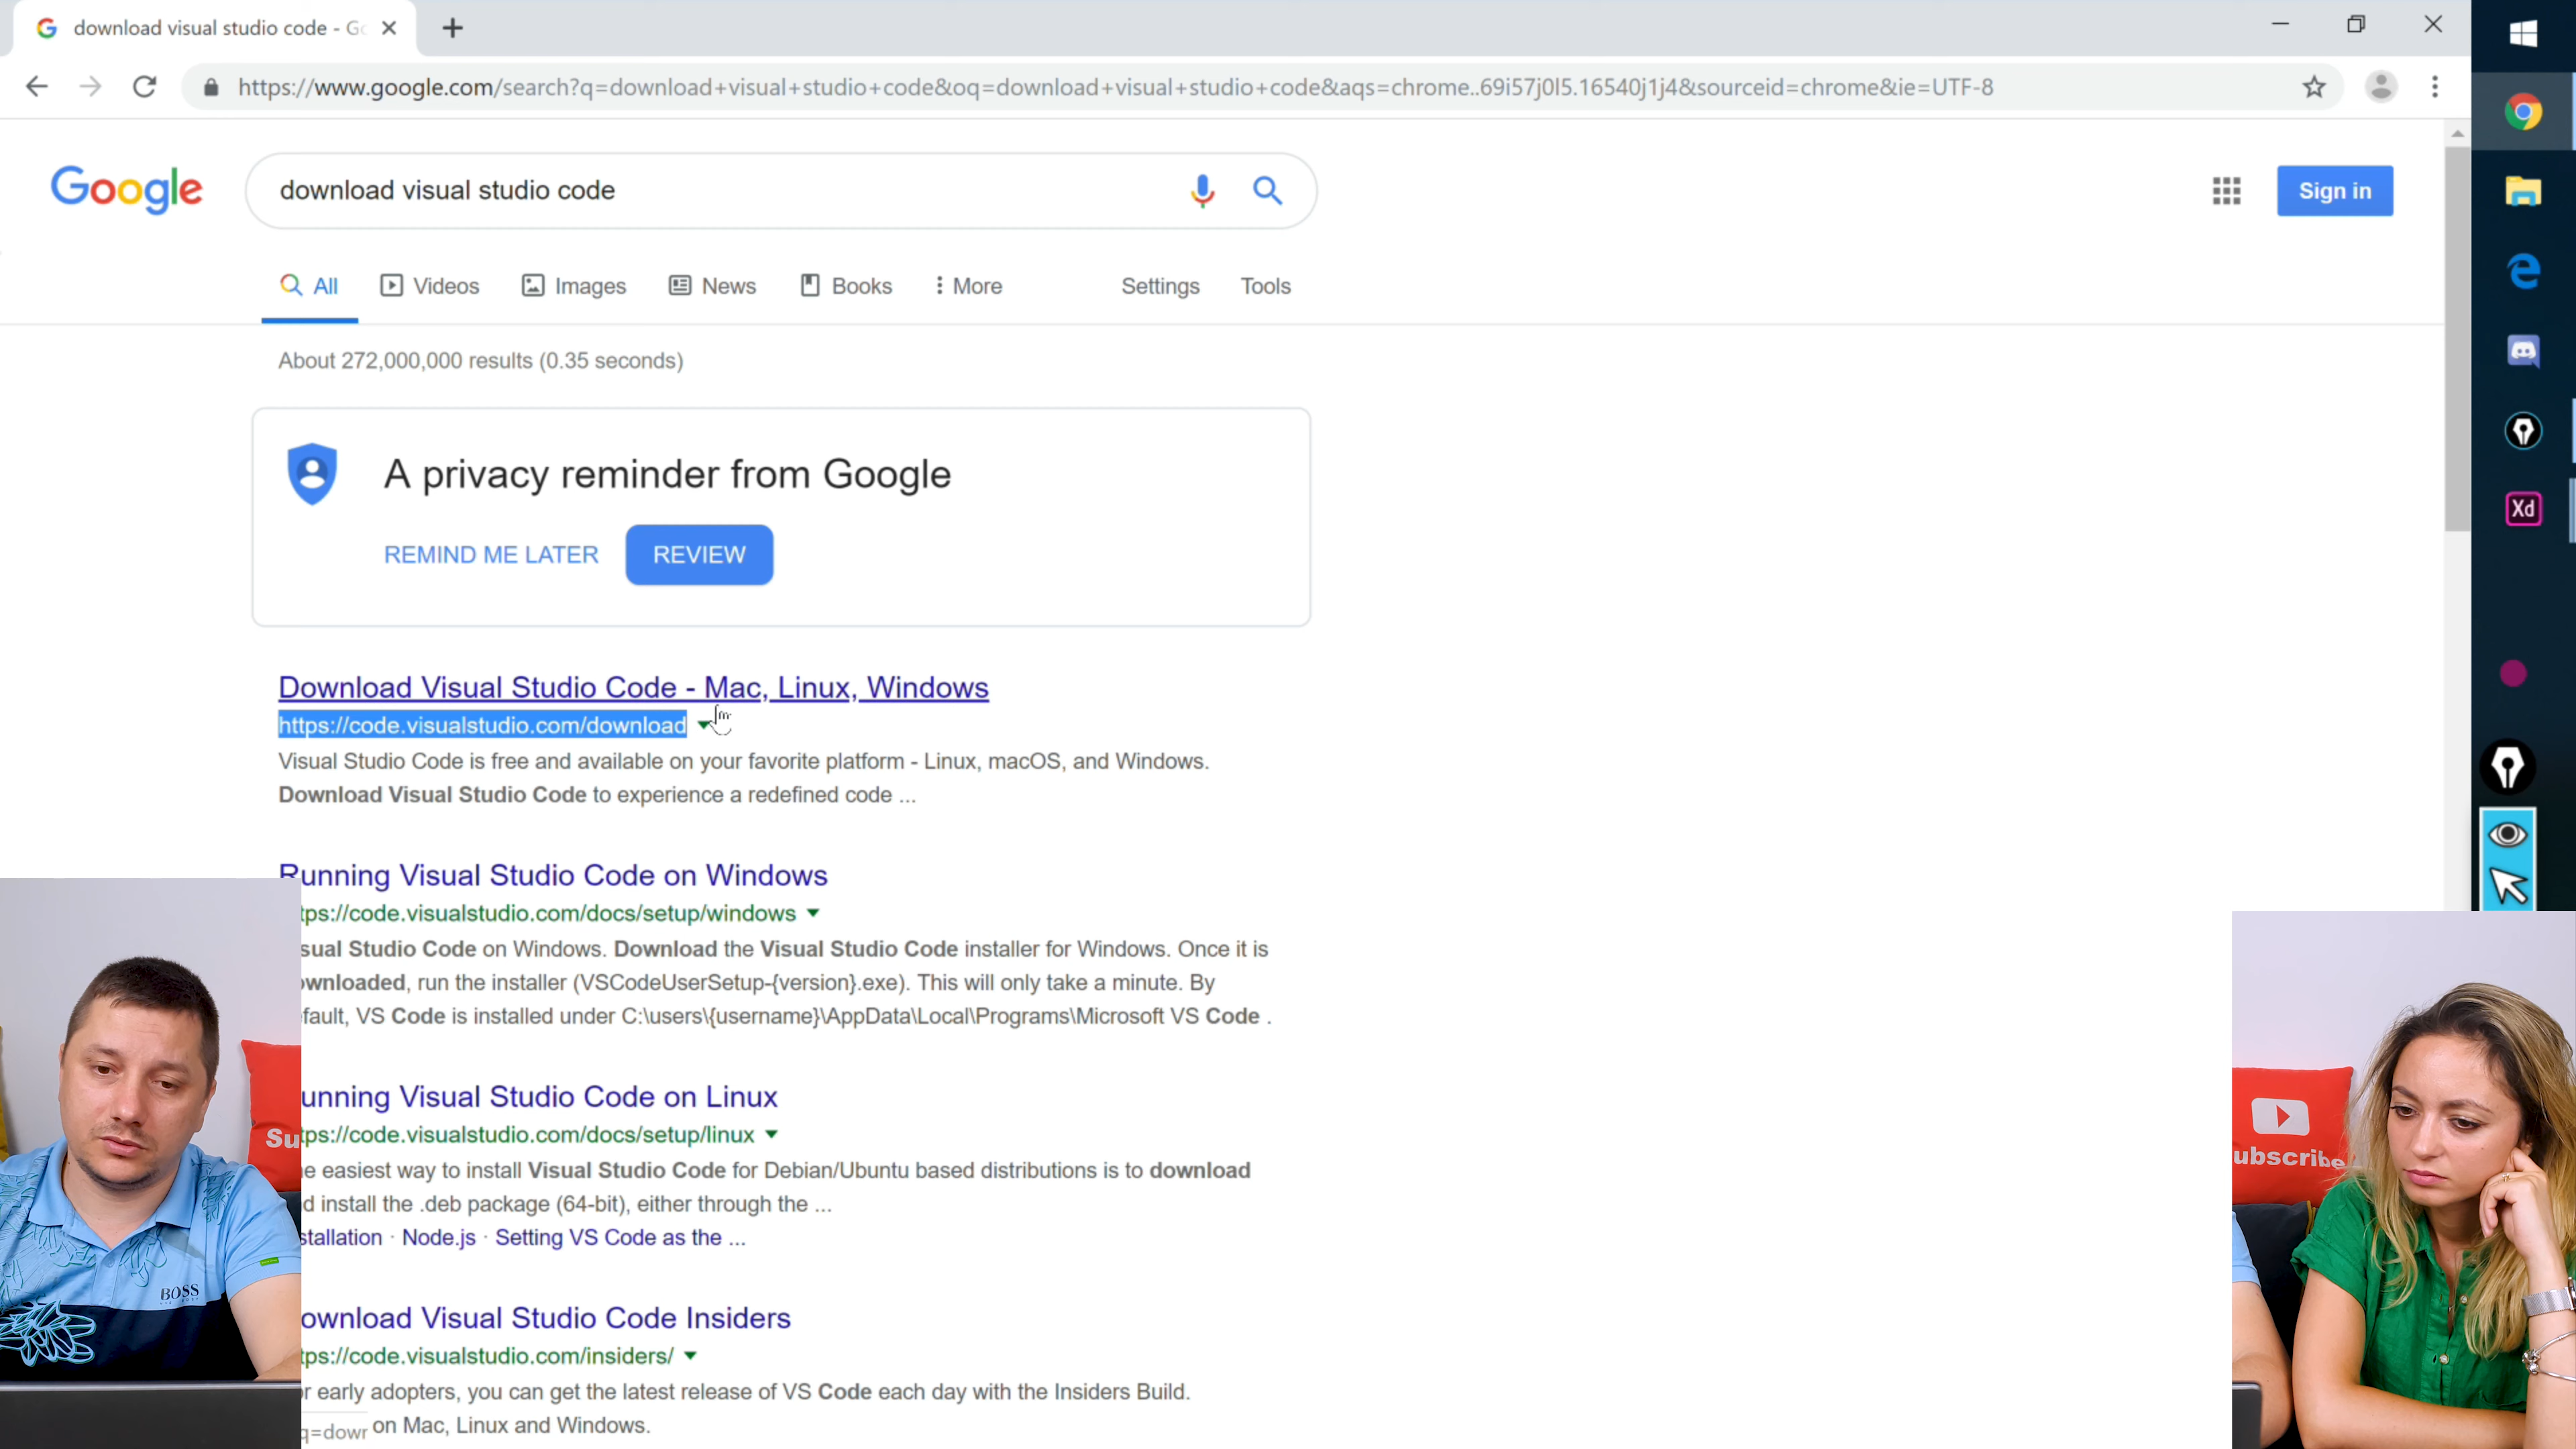 download visual studio code - Go
https://www.google.com/search?q=download+visual+studio+code&oq=download+visual+studio+code&aqs=chrome..69i57j0l5.16540j1j4&sourceid=chrome&ie=UTF-8
Google
download visual studio code
Sign in
All Videos Images News Books More Settings Tools
About 272,000,000 results (0.35 seconds)
A privacy reminder from Google
REMIND ME LATER REVIEW
Download Visual Studio Code - Mac, Linux, Windows
https://code.visualstudio.com/download
Visual Studio Code is free and available on your favorite platform - Linux, macOS, and Windows.
Download Visual Studio Code to experience a redefined code ...
Running Visual Studio Code on Windows
tps://code.visualstudio.com/docs/setup/windows
sual Studio Code on Windows. Download the Visual Studio Code installer for Windows. Once it is
ownloaded, run the installer (VSCodeUserSetup-{version}.exe). This will only take a minute. By
fault, VS Code is installed under C:\users\{username}\AppData\Local\Programs\Microsoft VS Code .
unning Visual Studio Code on Linux
tps://code.visualstudio.com/docs/setup/linux
e easiest way to install Visual Studio Code for Debian/Ubuntu based distributions is to download
d install the .deb package (64-bit), either through the ...
stallation · Node.js · Setting VS Code as the ...
ownload Visual Studio Code Insiders
tps://code.visualstudio.com/insiders/
r early adopters, you can get the latest release of VS Code each day with the Insiders Build.
q=dowr on Mac, Linux and Windows.
Xd
Su
BOSS
ubscribe